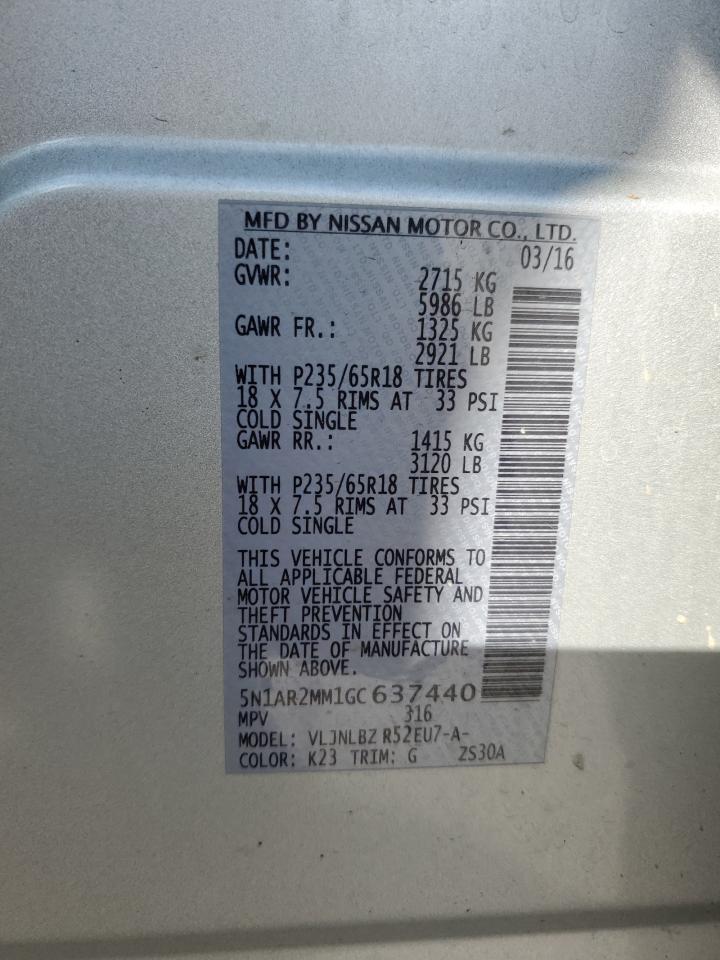 MFD BY NISSAN MOTOR CO., LTD.
DATE: 03/16
GVWR: 2715 KG
5986 LB
GAWR FR.: 1325 KG
2921 LB
WITH P235/65R18 TIRES
18 X 7.5 RIMS AT 33 PSI
COLD SINGLE
GAWR RR.: 1415 KG
3120 LB
WITH P235/65R18 TIRES
18 X 7.5 RIMS AT 33 PSI
COLD SINGLE
THIS VEHICLE CONFORMS TO
ALL APPLICABLE FEDERAL
MOTOR VEHICLE SAFETY AND
THEFT PREVENTION
STANDARDS IN EFFECT ON
THE DATE OF MANUFACTURE
SHOWN ABOVE.
5N1AR2MM1GC637440
MPV 316
MODEL: VLJNLBZ R52EU7-A-
COLOR: K23 TRIM: G ZS30A